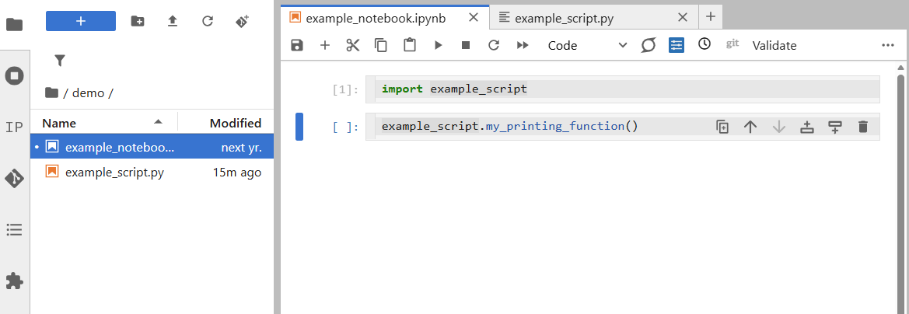 example_notebook.ipynb
example_script.py
Code
git
Validate
IP
/ demo /
Name
Modified
example_noteboo...
next yr.
example_script.py
15m ago
[1]:
import example_script
[ ]:
example_script.my_printing_function()